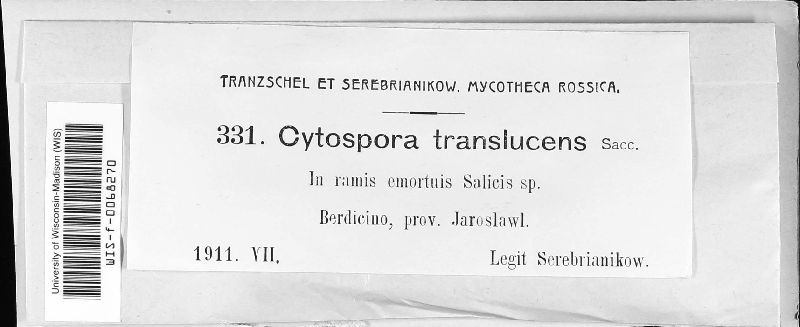 TRANZSCHEL ET SEREBRIANIKOW. MYCOTHECA ROSSICA.
331. Cytospora translucens Sacc.
In ramis emortuis Salicis sp.
Berdicino, prov. Jaroslawl.
1911. VII.
Legit Serebrianikow.
University of Wisconsin-Madison (WIS)
WIS-f-0068270